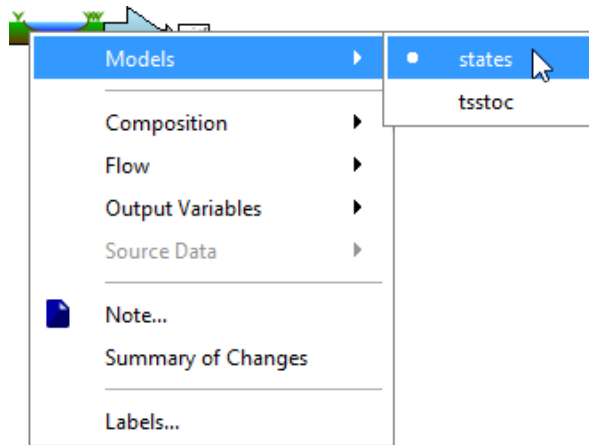 Models
states
tsstoc
Composition
Flow
Output Variables
Source Data
Note...
Summary of Changes
Labels...